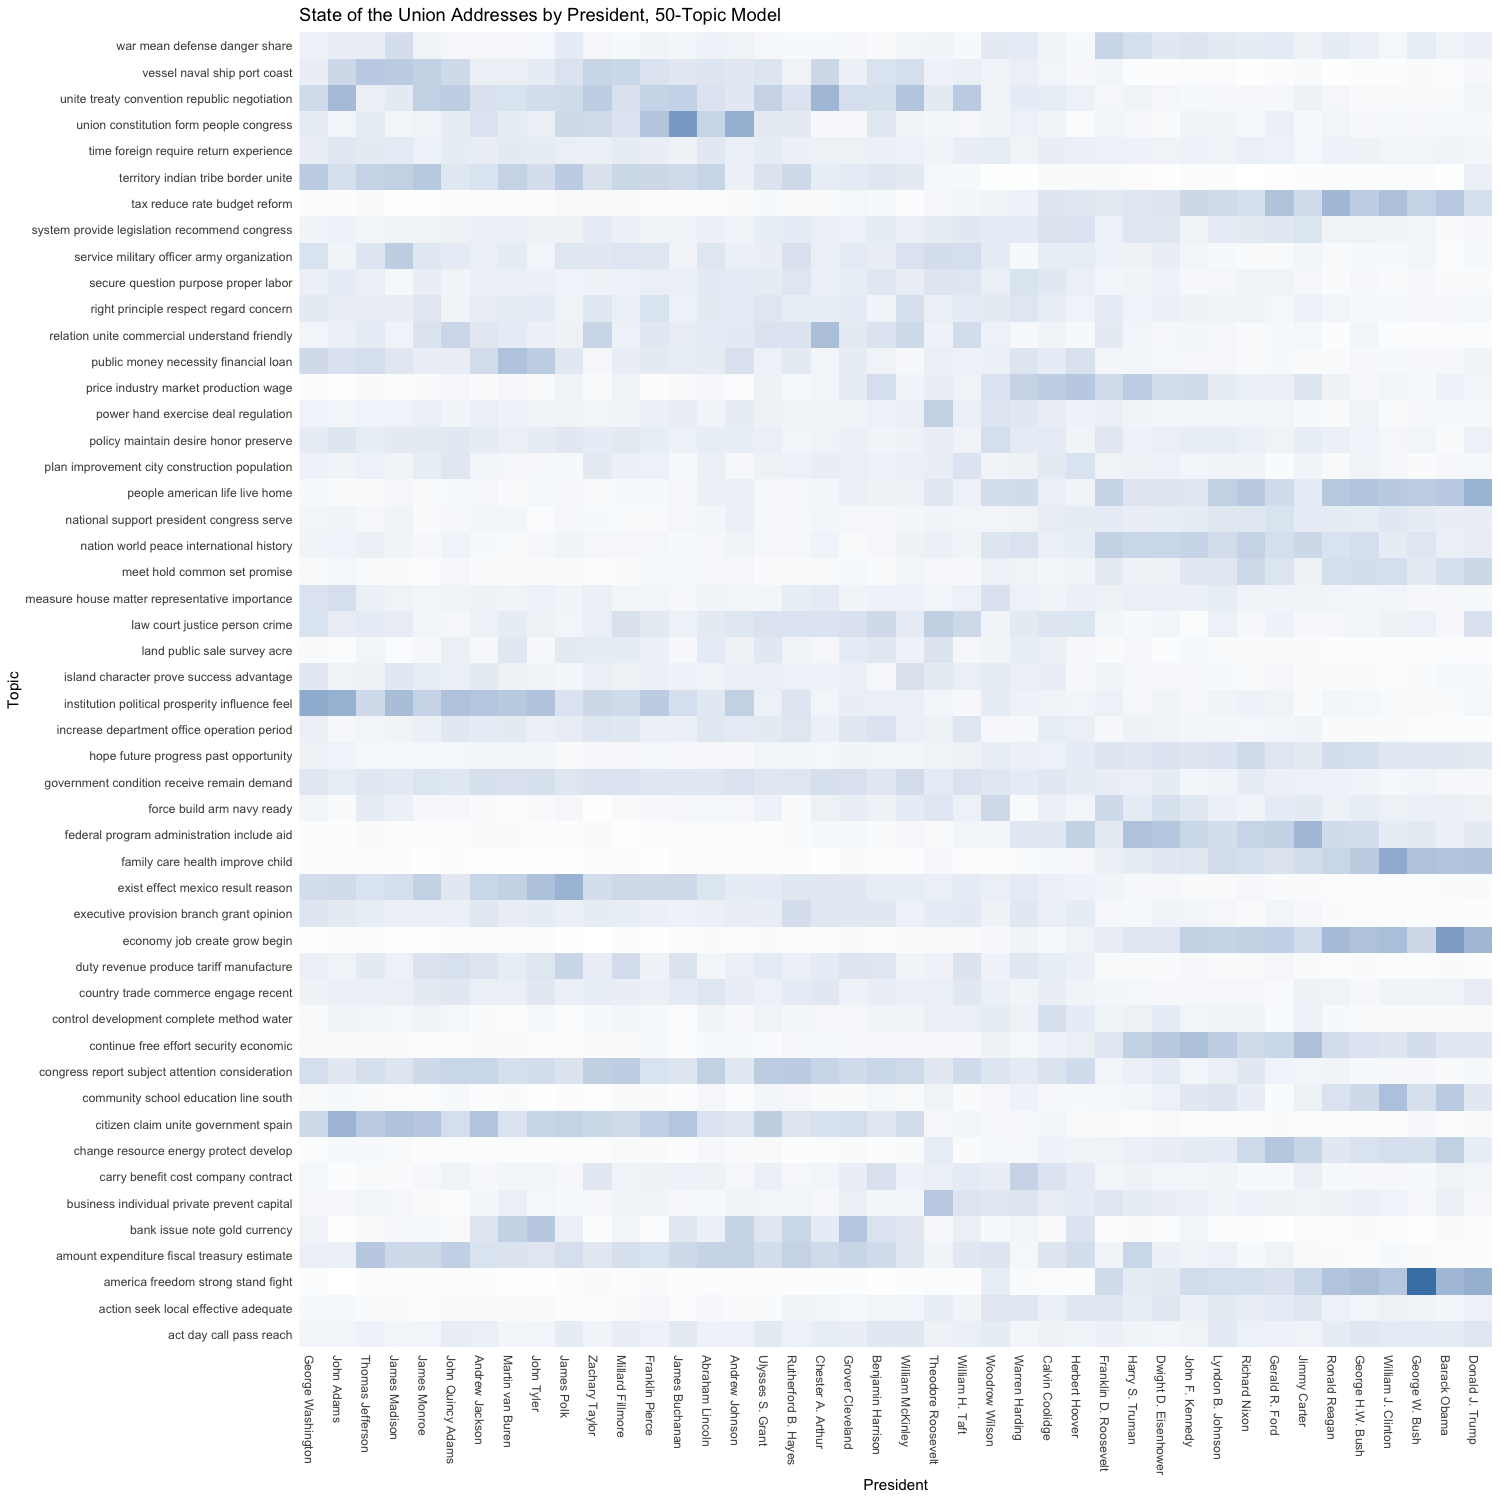 State of the Union Addresses by President, 50-Topic Model
Topic
war mean defense danger share
vessel naval ship port coast
unite treaty convention republic negotiation
union constitution form people congress
time foreign require return experience
territory indian tribe border unite
tax reduce rate budget reform
system provide legislation recommend congress
service military officer army organization
secure question purpose proper labor
right principle respect regard concern
relation unite commercial understand friendly
public money necessity financial loan
price industry market production wage
power hand exercise deal regulation
policy maintain desire honor preserve
plan improvement city construction population
people american life live home
national support president congress serve
nation world peace international history
meet hold common set promise
measure house matter representative importance
law court justice person crime
land public sale survey acre
island character prove success advantage
institution political prosperity influence feel
increase department office operation period
hope future progress past opportunity
government condition receive remain demand
force build arm navy ready
federal program administration include aid
family care health improve child
exist effect mexico result reason
executive provision branch grant opinion
economy job create grow begin
duty revenue produce tariff manufacture
country trade commerce engage recent
control development complete method water
continue free effort security economic
congress report subject attention consideration
community school education line south
citizen claim unite government spain
change resource energy protect develop
carry benefit cost company contract
business individual private prevent capital
bank issue note gold currency
amount expenditure fiscal treasury estimate
america freedom strong stand fight
action seek local effective adequate
act day call pass reach
George Washington
John Adams
Thomas Jefferson
James Madison
James Monroe
John Quincy Adams
Andrew Jackson
Martin van Buren
John Tyler
James Polk
Zachary Taylor
Millard Fillmore
Franklin Pierce
James Buchanan
Abraham Lincoln
Andrew Johnson
Ulysses S. Grant
Rutherford B. Hayes
Chester A. Arthur
Grover Cleveland
Benjamin Harrison
William McKinley
Theodore Roosevelt
William H. Taft
Woodrow Wilson
Warren Harding
Calvin Coolidge
Herbert Hoover
Franklin D. Roosevelt
Harry S. Truman
Dwight D. Eisenhower
John F. Kennedy
Lyndon B. Johnson
Richard Nixon
Gerald R. Ford
Jimmy Carter
Ronald Reagan
George H.W. Bush
William J. Clinton
George W. Bush
Barack Obama
Donald J. Trump
President